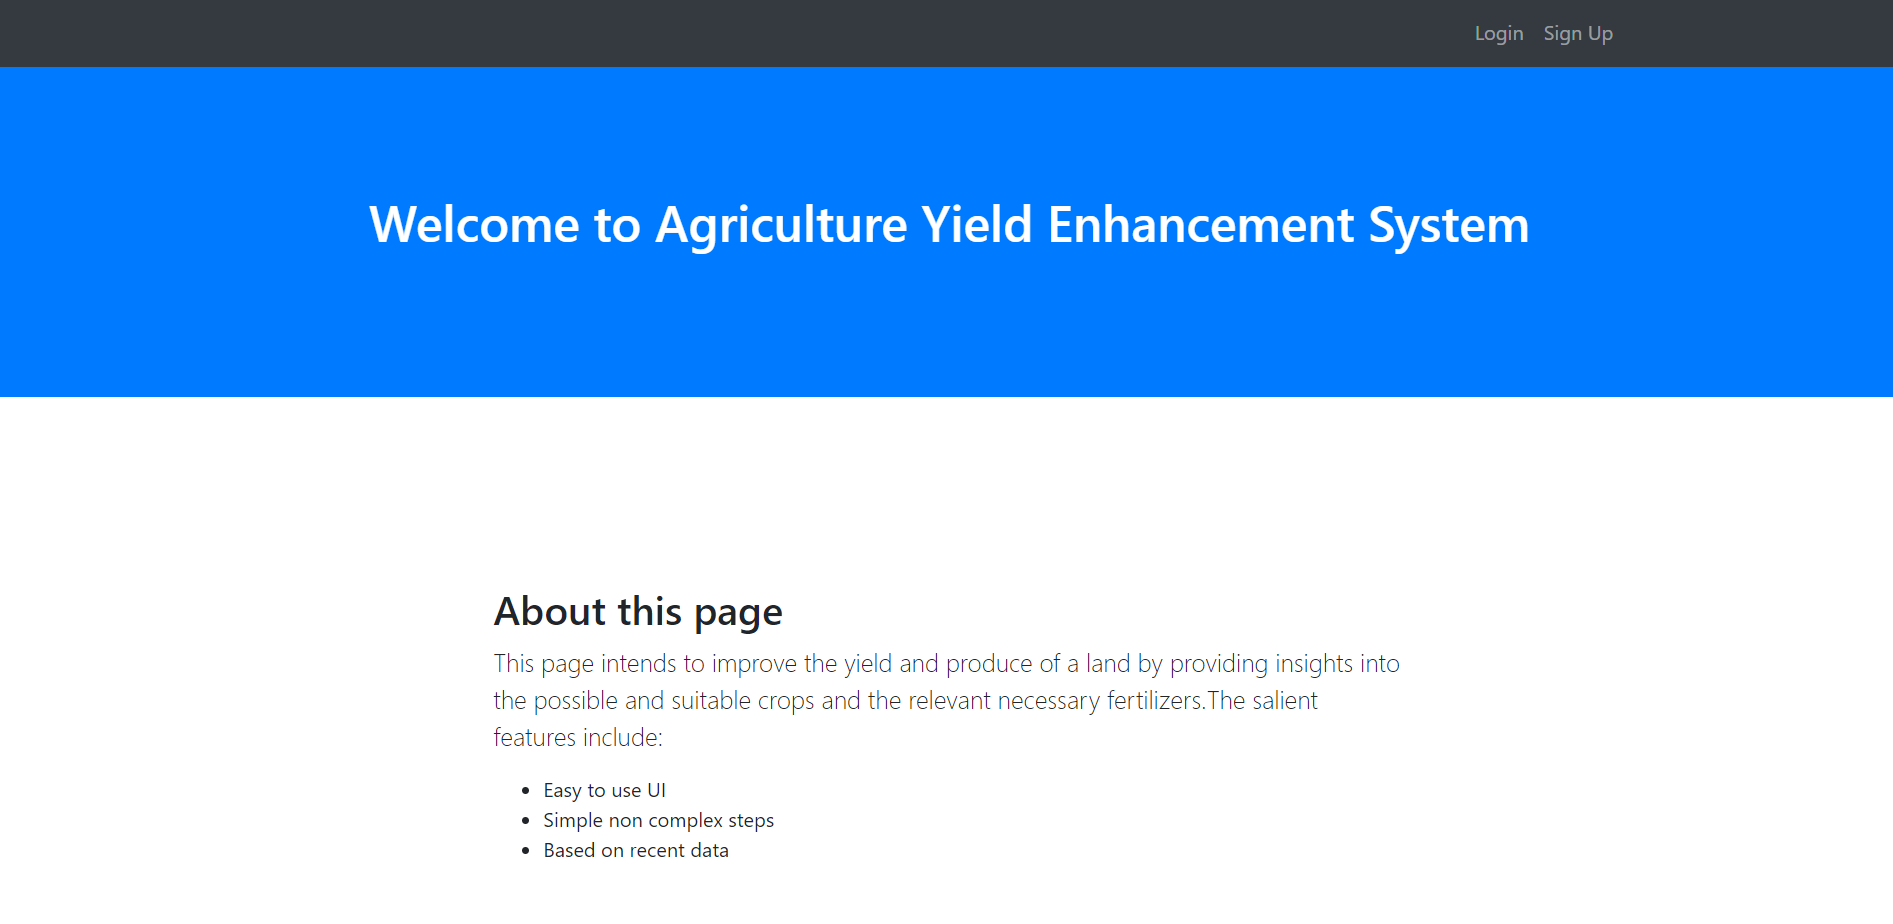 Login Sign Up
Welcome to Agriculture Yield Enhancement System
About this page
This page intends to improve the yield and produce of a land by providing insights into
the possible and suitable crops and the relevant necessary fertilizers.The salient
features include:
• Easy to use UI
• Simple non complex steps
• Based on recent data